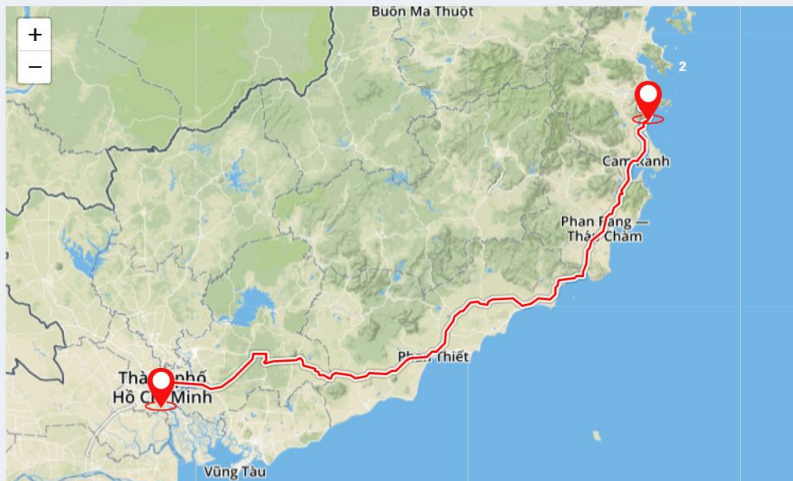 +
−
Buôn Ma Thuột
2
Cam Ranh
Phan Rang —
Tháp Chàm
Phan Thiết
Thành phố
Hồ Chí Minh
Vũng Tàu